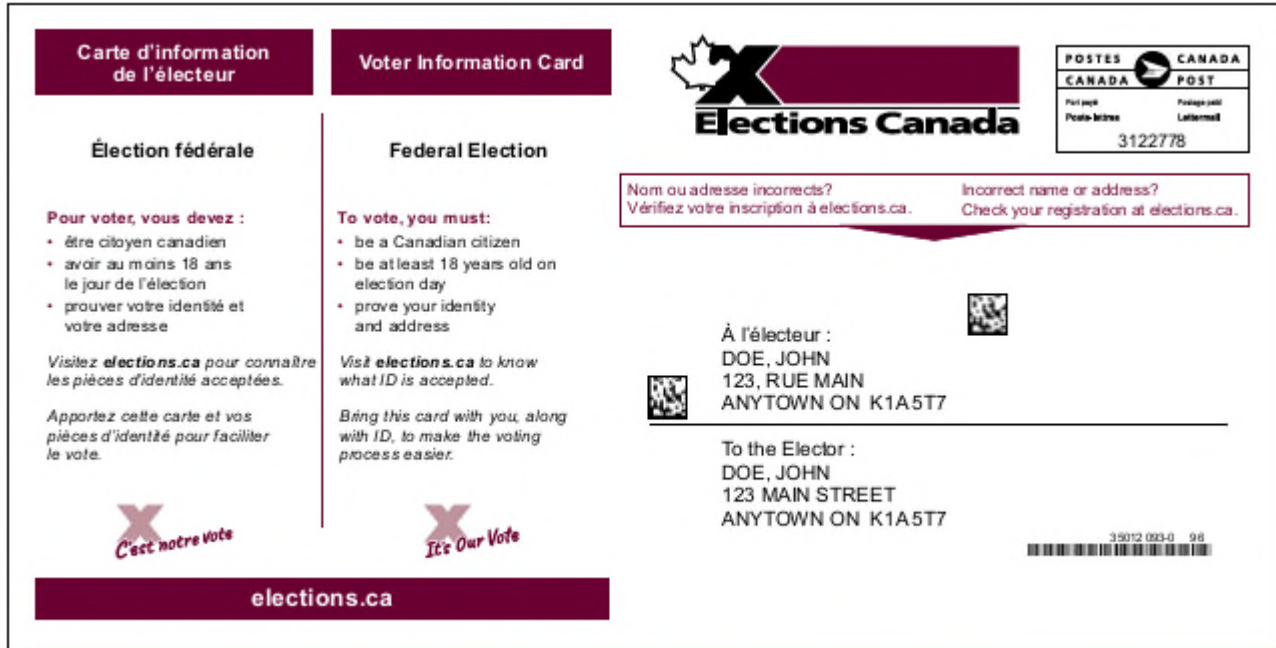 Carte d'information
de l'électeur
Élection fédérale
Pour voter, vous devez :
• être citoyen canadien
• avoir au moins 18 ans
le jour de l'élection
• prouver votre identité et
votre adresse
Visitez elections.ca pour connaître
les pièces d'identité acceptées.
Apportez cette carte et vos
pièces d'identité pour faciliter
le vote.
C'est notre vote
Voter Information Card
Federal Election
To vote, you must:
• be a Canadian citizen
• be at least 18 years old on
election day
• prove your identity
and address
Visit elections.ca to know
what ID is accepted.
Bring this card with you, along
with ID, to make the voting
process easier.
It's Our Vote
elections.ca
X
Elections Canada
POSTES CANADA
CANADA POST
Port payé Postage paid
Poste-lettres Lettermail
3122778
Nom ou adresse incorrects?
Vérifiez votre inscription à elections.ca.
Incorrect name or address?
Check your registration at elections.ca.
À l'électeur :
DOE, JOHN
123, RUE MAIN
ANYTOWN ON K1A 5T7
To the Elector :
DOE, JOHN
123 MAIN STREET
ANYTOWN ON K1A 5T7
35012 093-0 96